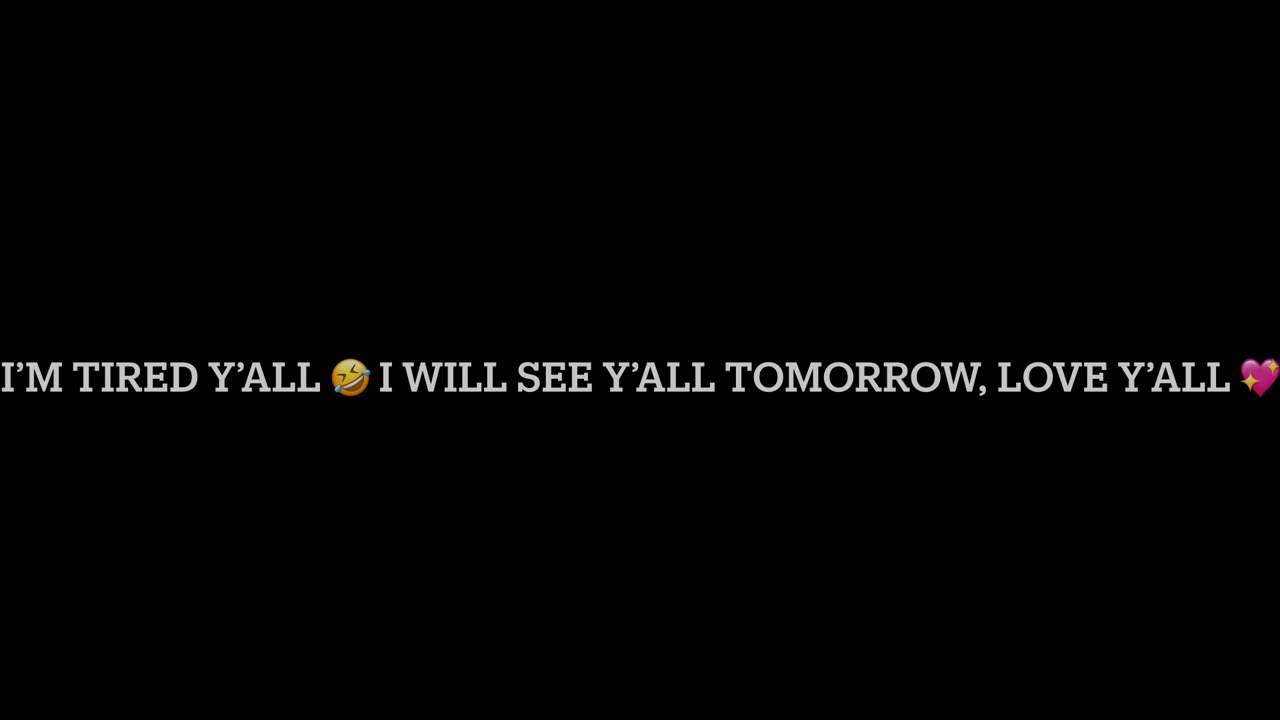 I’M TIRED Y’ALL 🤣 I WILL SEE Y’ALL TOMORROW, LOVE Y’ALL 💖